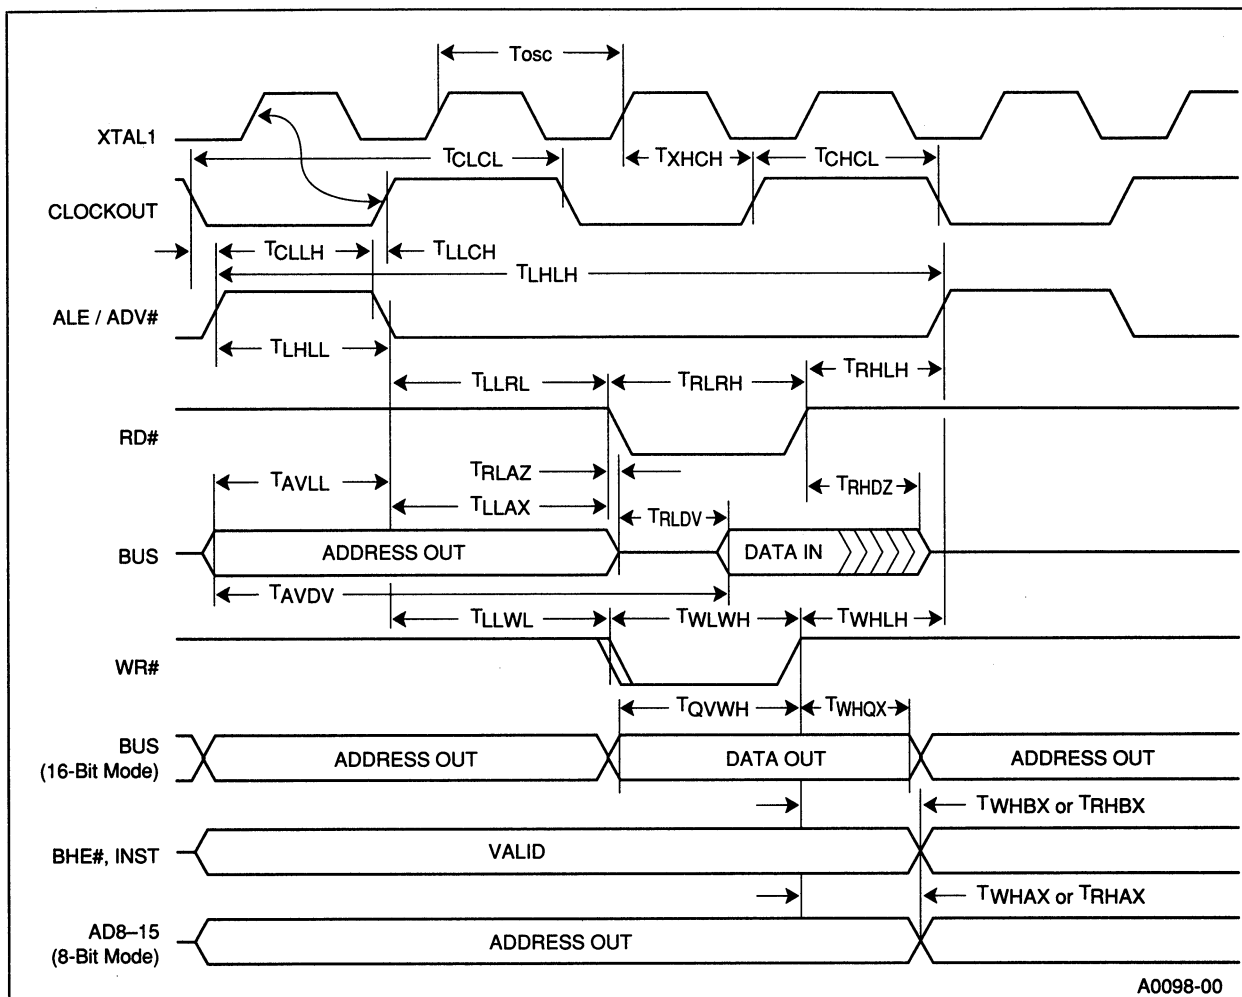 Tosc
XTAL1
TCLCL
TXHCH
TCHCL
CLOCKOUT
TCLLH
TLLCH
TLHLH
ALE / ADV#
TLHLL
TRHLH
TLLRL
TRLRH
RD#
TRLAZ
TAVLL
TRHDZ
TLLAX
TRLDV
BUS
ADDRESS OUT
DATA IN
TAVDV
TLLWL
TWLWH
TWHLH
WR#
TQVWH
TWHQX
BUS
(16-Bit Mode)
ADDRESS OUT
DATA OUT
ADDRESS OUT
TWHBX or TRHBX
BHE#, INST
VALID
TWHAX or TRHAX
AD8–15
(8-Bit Mode)
ADDRESS OUT
A0098-00